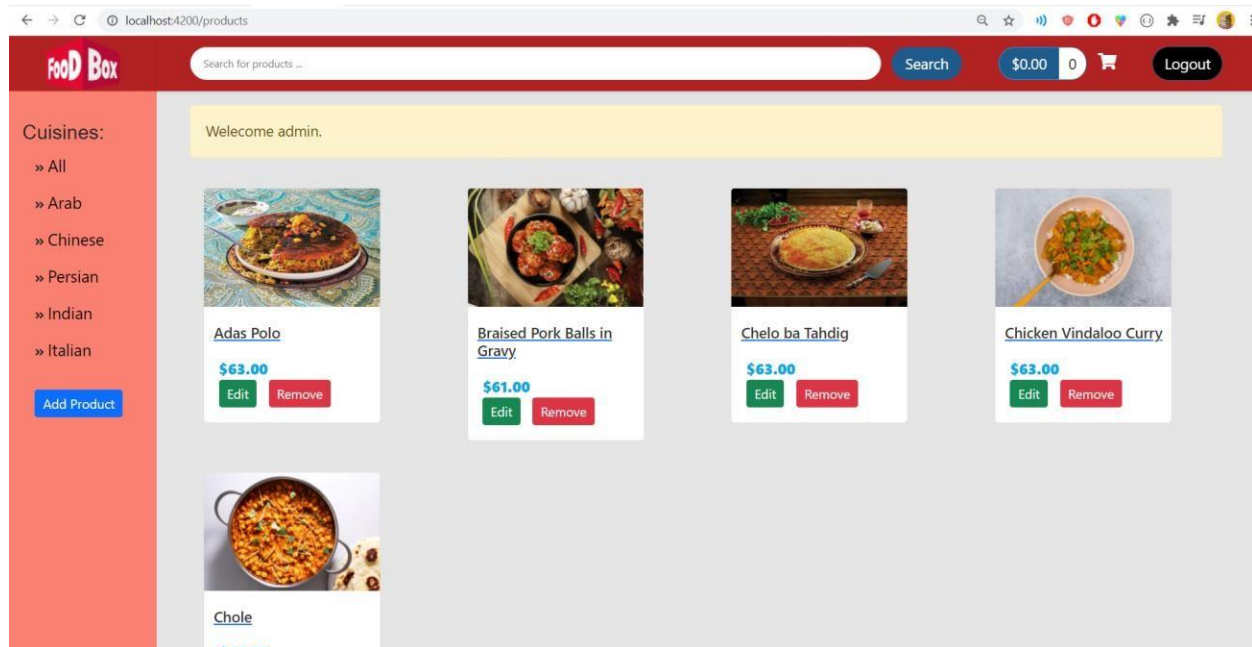 localhost:4200/products
FooD Box
Search for products ...
Search
$0.00 0
Logout
Cuisines:
» All
» Arab
» Chinese
» Persian
» Indian
» Italian
Add Product
Welecome admin.
Adas Polo
$63.00
Edit Remove
Braised Pork Balls in
Gravy
$61.00
Edit Remove
Chelo ba Tahdig
$63.00
Edit Remove
Chicken Vindaloo Curry
$63.00
Edit Remove
Chole